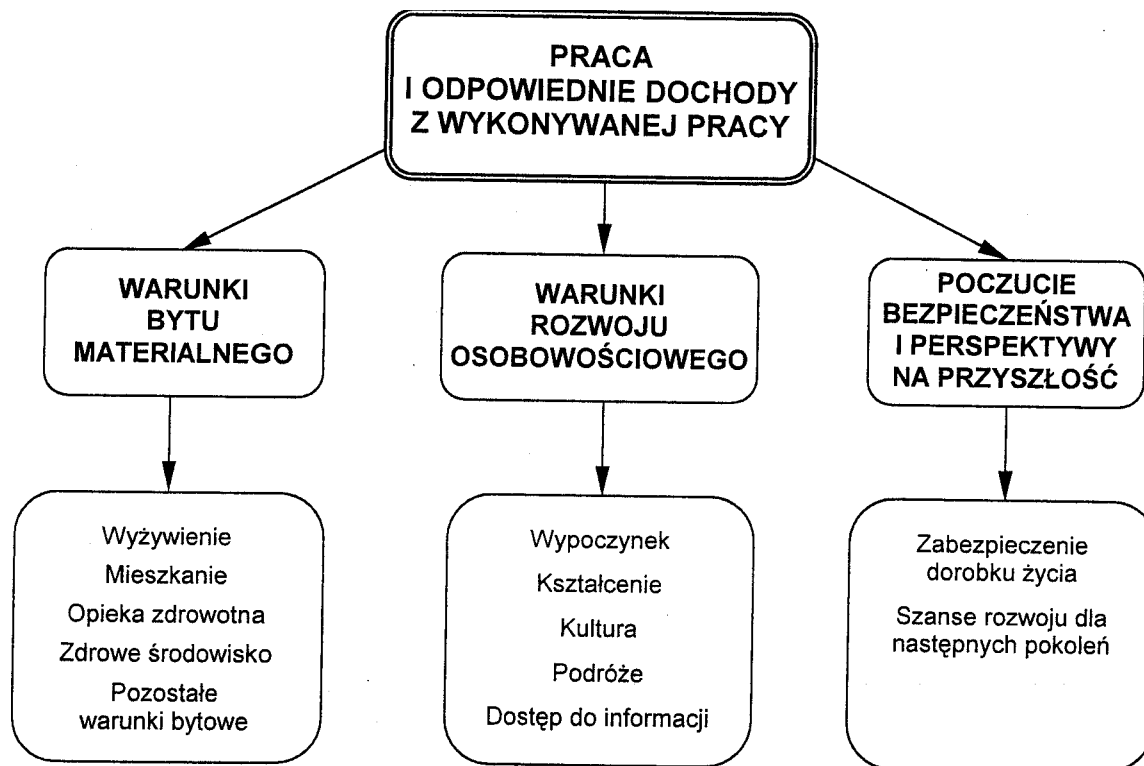 PRACA
I ODPOWIEDNIE DOCHODY
Z WYKONYWANEJ PRACY
WARUNKI
BYTU
MATERIALNEGO
WARUNKI
ROZWOJU
OSOBOWOŚCIOWEGO
POCZUCIE
BEZPIECZEŃSTWA
I PERSPEKTYWY
NA PRZYSZŁOŚĆ
Wyżywienie
Mieszkanie
Opieka zdrowotna
Zdrowe środowisko
Pozostałe
warunki bytowe
Wypoczynek
Kształcenie
Kultura
Podróże
Dostęp do informacji
Zabezpieczenie
dorobku życia
Szanse rozwoju dla
następnych pokoleń